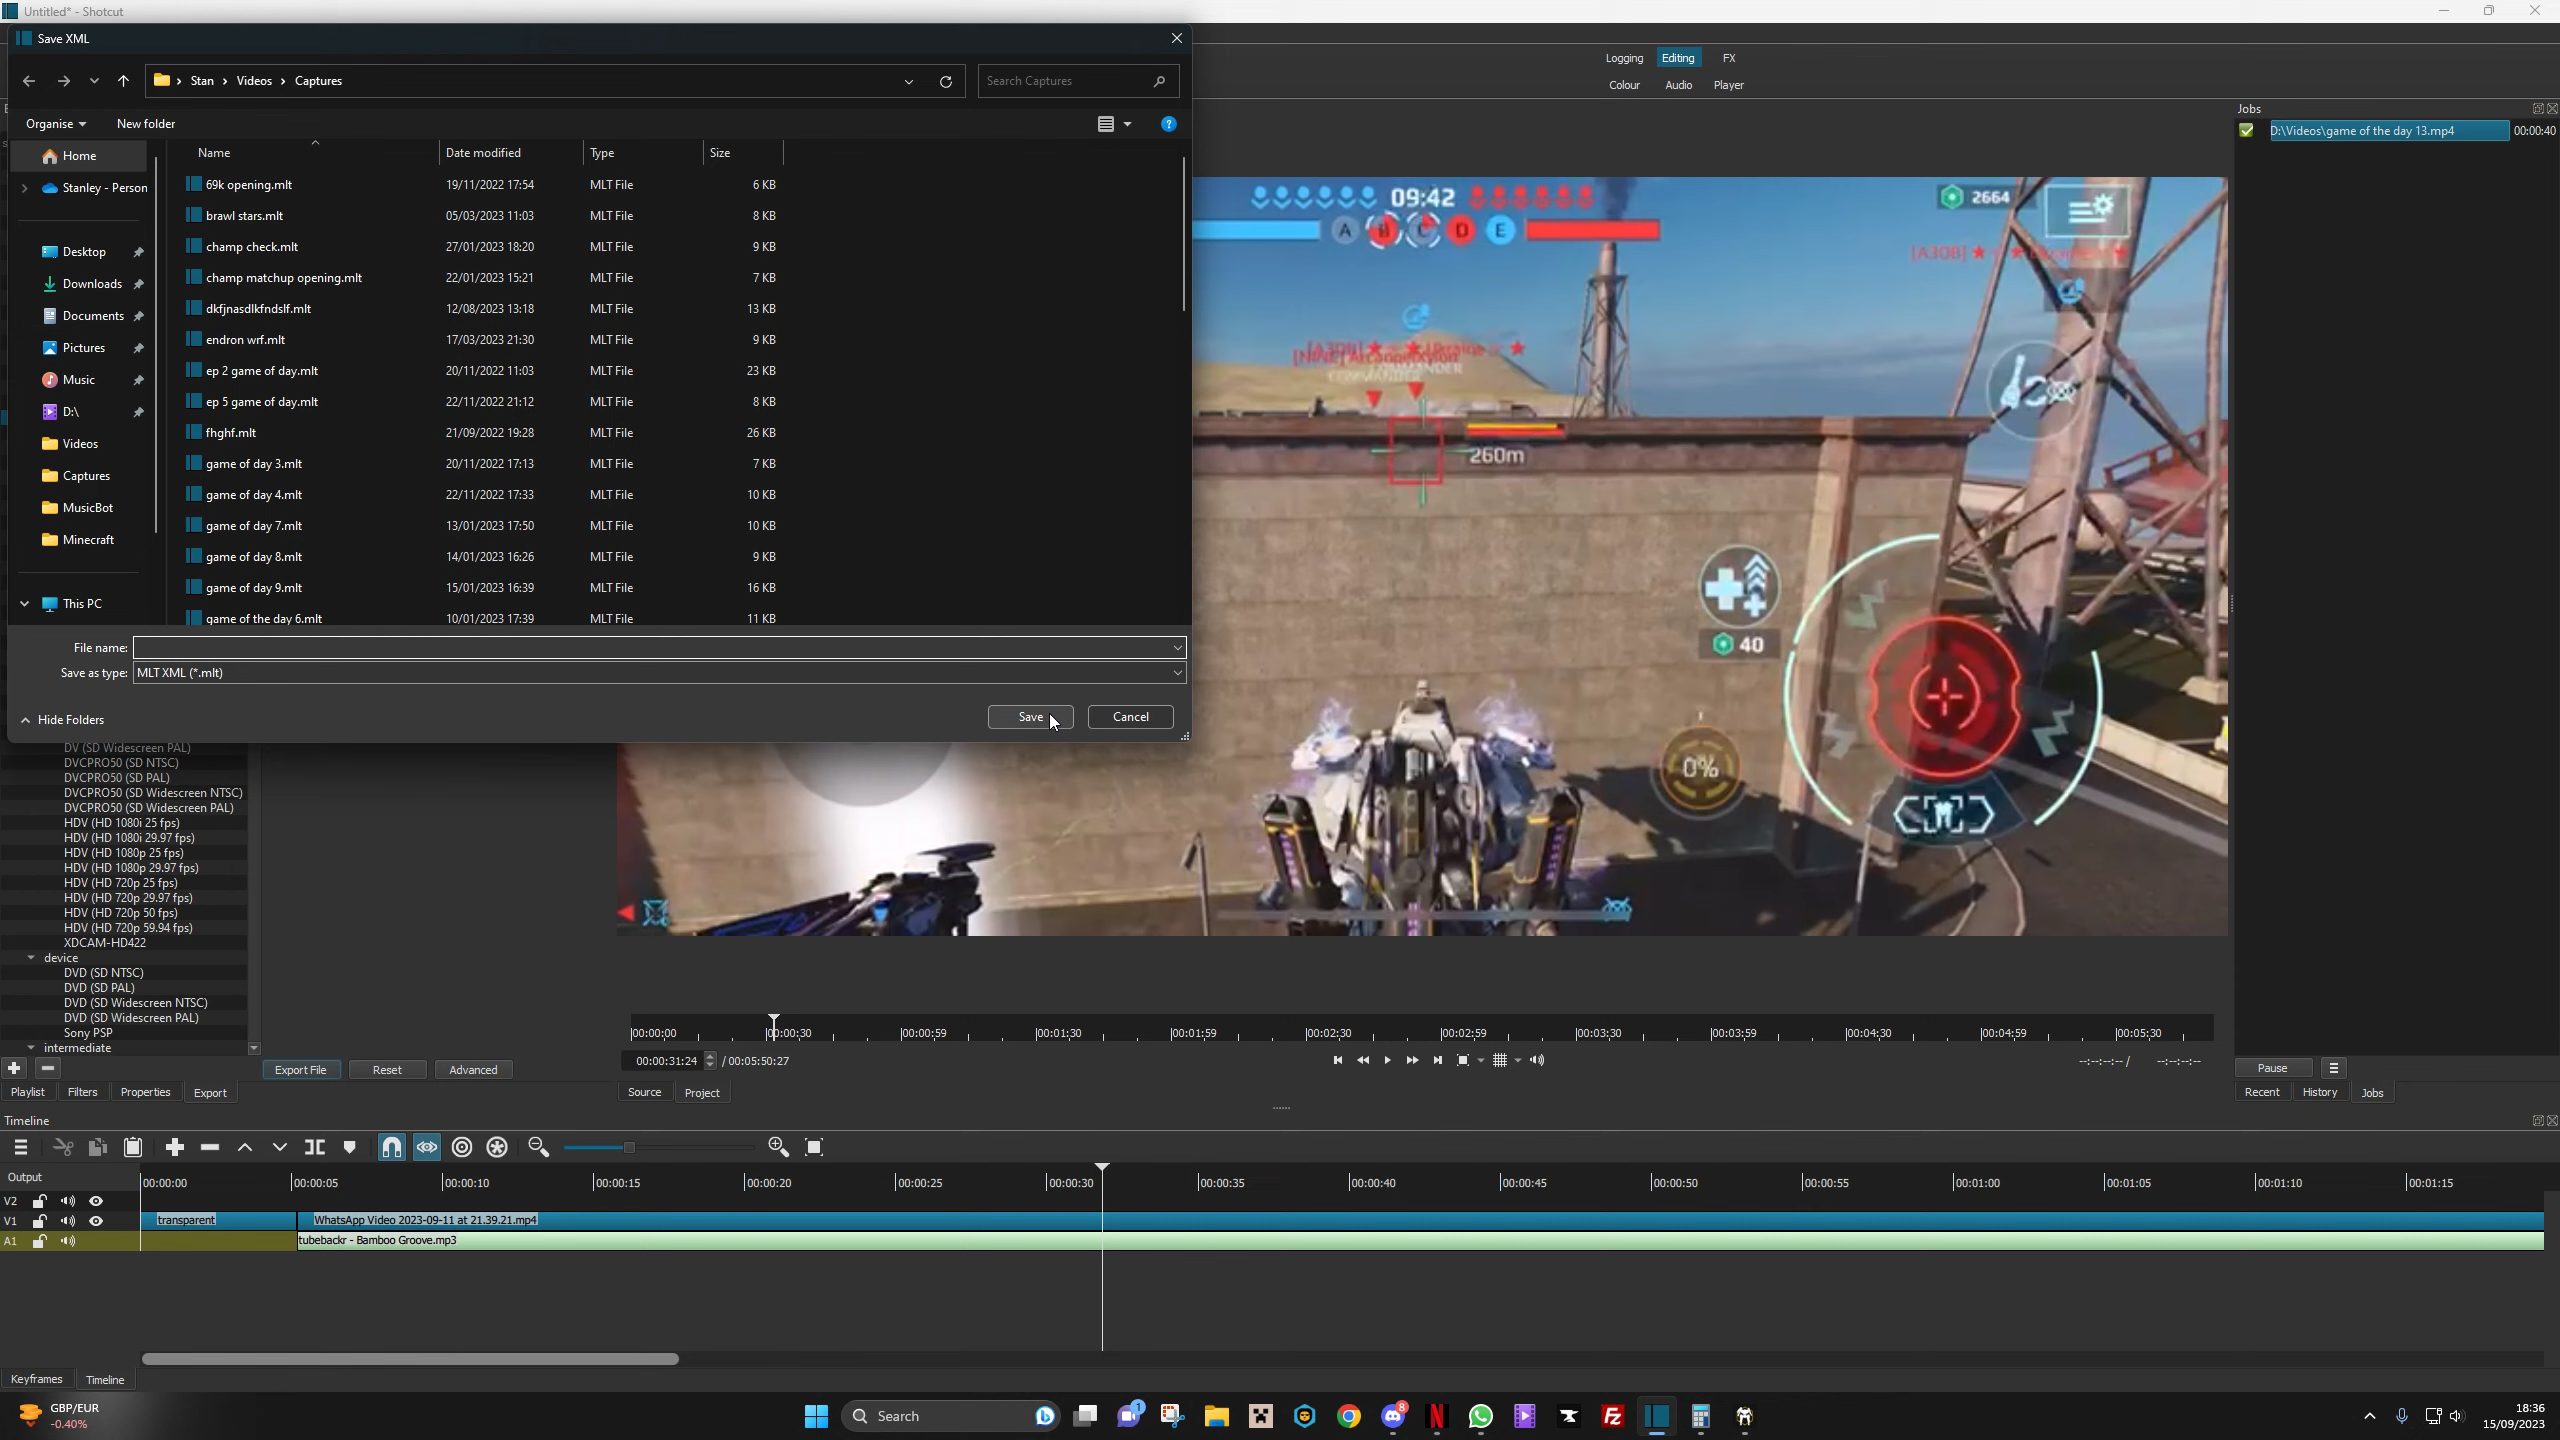 Untitled* - Shotcut
Save XML
Stan › Videos › Captures
Search Captures
Organise
New folder
Home
Stanley - Person
Desktop
Downloads
Documents
Pictures
Music
D:\
Videos
Captures
MusicBot
Minecraft
This PC
Name Date modified Type Size
69k opening.mlt 19/11/2022 17:54 MLT File 6 KB
brawl stars.mlt 05/03/2023 11:03 MLT File 8 KB
champ check.mlt 27/01/2023 18:20 MLT File 9 KB
champ matchup opening.mlt 22/01/2023 15:21 MLT File 7 KB
dkfjnasdlkfndslf.mlt 12/08/2023 13:18 MLT File 13 KB
endron wrf.mlt 17/03/2023 21:30 MLT File 9 KB
ep 2 game of day.mlt 20/11/2022 11:03 MLT File 23 KB
ep 5 game of day.mlt 22/11/2022 21:12 MLT File 8 KB
fhghf.mlt 21/09/2022 19:28 MLT File 26 KB
game of day 3.mlt 20/11/2022 17:13 MLT File 7 KB
game of day 4.mlt 22/11/2022 17:33 MLT File 10 KB
game of day 7.mlt 13/01/2023 17:50 MLT File 10 KB
game of day 8.mlt 14/01/2023 16:26 MLT File 9 KB
game of day 9.mlt 15/01/2023 16:39 MLT File 16 KB
game of the day 6.mlt 10/01/2023 17:39 MLT File 11 KB
File name:
Save as type: MLT XML (*.mlt)
Hide Folders
Save Cancel
Logging Editing FX
Colour Audio Player
Jobs
D:\Videos\game of the day 13.mp4 00:00:40
09:42
2664
A B C D E
[A30B]
260m
40
0%
DV (SD Widescreen PAL)
DVCPRO50 (SD NTSC)
DVCPRO50 (SD PAL)
DVCPRO50 (SD Widescreen NTSC)
DVCPRO50 (SD Widescreen PAL)
HDV (HD 1080i 25 fps)
HDV (HD 1080i 29.97 fps)
HDV (HD 1080p 25 fps)
HDV (HD 1080p 29.97 fps)
HDV (HD 720p 25 fps)
HDV (HD 720p 29.97 fps)
HDV (HD 720p 50 fps)
HDV (HD 720p 59.94 fps)
XDCAM-HD422
device
DVD (SD NTSC)
DVD (SD PAL)
DVD (SD Widescreen NTSC)
DVD (SD Widescreen PAL)
Sony PSP
intermediate
Export File Reset Advanced
Playlist Filters Properties Export
00:00:00 00:00:30 00:00:59 00:01:30 00:01:59 00:02:30 00:02:59 00:03:30 00:03:59 00:04:30 00:04:59 00:05:30
00:00:31:24 / 00:05:50:27
--:--:--:-- / --:--:--:--
Source Project
Pause
Recent History Jobs
Timeline
Output
00:00:00 00:00:05 00:00:10 00:00:15 00:00:20 00:00:25 00:00:30 00:00:35 00:00:40 00:00:45 00:00:50 00:00:55 00:01:00 00:01:05 00:01:10 00:01:15
V2
V1 transparent WhatsApp Video 2023-09-11 at 21.39.21.mp4
A1 tubebackr - Bamboo Groove.mp3
Keyframes Timeline
GBP/EUR
-0.40%
Search
1
8
18:36
15/09/2023